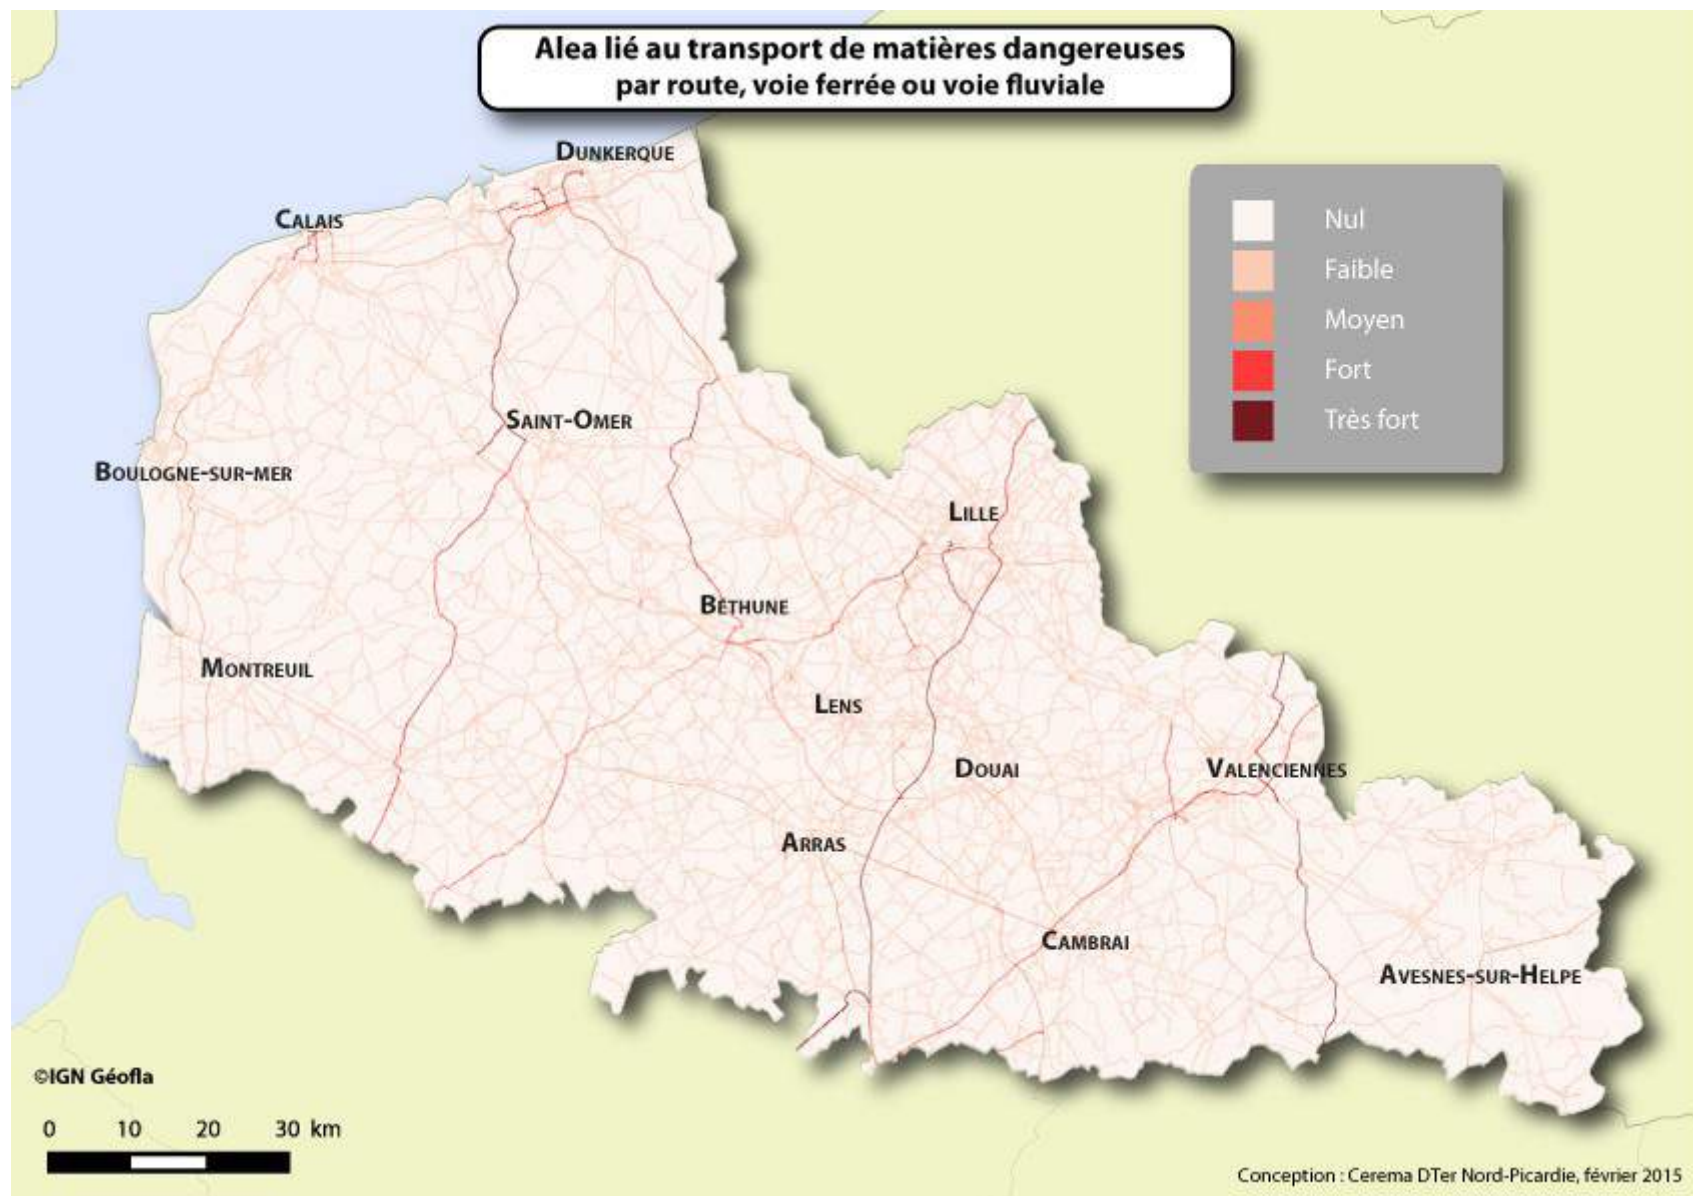 Alea lié au transport de matières dangereuses
par route, voie ferrée ou voie fluviale
DUNKERQUE
CALAIS
Nul
Faible
Moyen
Fort
Très fort
SAINT-OMER
BOULOGNE-SUR-MER
LILLE
BÉTHUNE
MONTREUIL
LENS
DOUAI
VALENCIENNES
ARRAS
CAMBRAI
AVESNES-SUR-HELPE
©IGN Géofla
0 10 20 30 km
Conception : Cerema DTer Nord-Picardie, février 2015